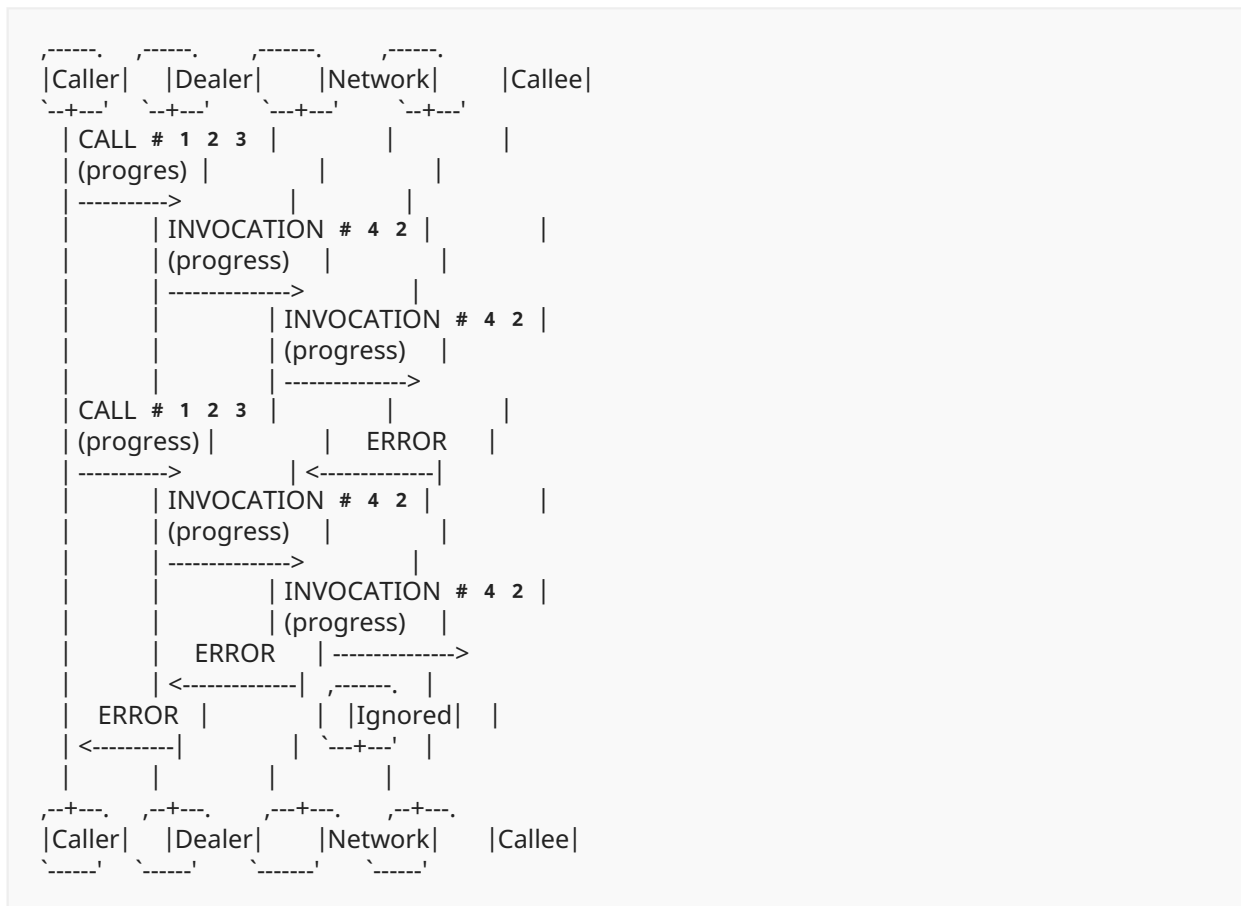 ,------.     ,------.        ,-------.         ,------.
|Caller|     |Dealer|        |Network|         |Callee|
`--+---'     `--+---'        `---+---'         `--+---'
   | CALL # 1 2 3   |                |                |
   | (progres)  |                |                |
   | ----------->                |                |
   |            | INVOCATION # 4 2  |                |
   |            | (progress)     |                |
   |            | --------------->                |
   |            |                | INVOCATION # 4 2  |
   |            |                | (progress)     |
   |            |                | --------------->
   | CALL # 1 2 3   |                |                |
   | (progress) |                |      ERROR      |
   | ----------->                | <--------------|
   |            | INVOCATION # 4 2  |                |
   |            | (progress)     |                |
   |            | --------------->                |
   |            |                | INVOCATION # 4 2  |
   |            |                | (progress)     |
   |            |     ERROR      | --------------->
   |            | <--------------|   ,-------.    |
   |    ERROR   |                |   |Ignored|    |
   | <----------|                |   `---+---'    |
   |            |                |                |
,--+---.     ,--+---.        ,---+---.        ,--+---.
|Caller|     |Dealer|        |Network|        |Callee|
`------'     `------'        `-------'        `------'